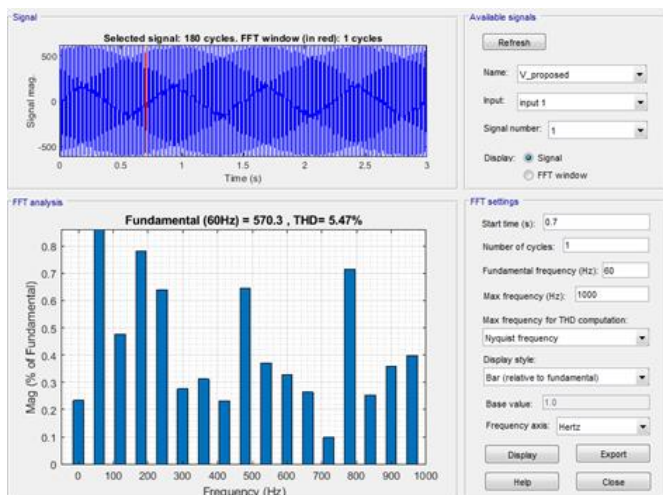 Signal
Selected signal: 180 cycles. FFT window (in red): 1 cycles
Signal mag.
500
0
-500
0 0.5 1 1.5 2 2.5 3
Time (s)
Available signals
Refresh
Name: V_proposed
Input: input 1
Signal number: 1
Display: Signal
FFT window
FFT analysis
Fundamental (60Hz) = 570.3 , THD= 5.47%
Mag (% of Fundamental)
0.8
0.7
0.6
0.5
0.4
0.3
0.2
0.1
0
0 100 200 300 400 500 600 700 800 900 1000
Frequency (Hz)
FFT settings
Start time (s): 0.7
Number of cycles: 1
Fundamental frequency (Hz): 60
Max frequency (Hz): 1000
Max frequency for THD computation:
Nyquist frequency
Display style:
Bar (relative to fundamental)
Base value: 1.0
Frequency axis: Hertz
Display Export
Help Close